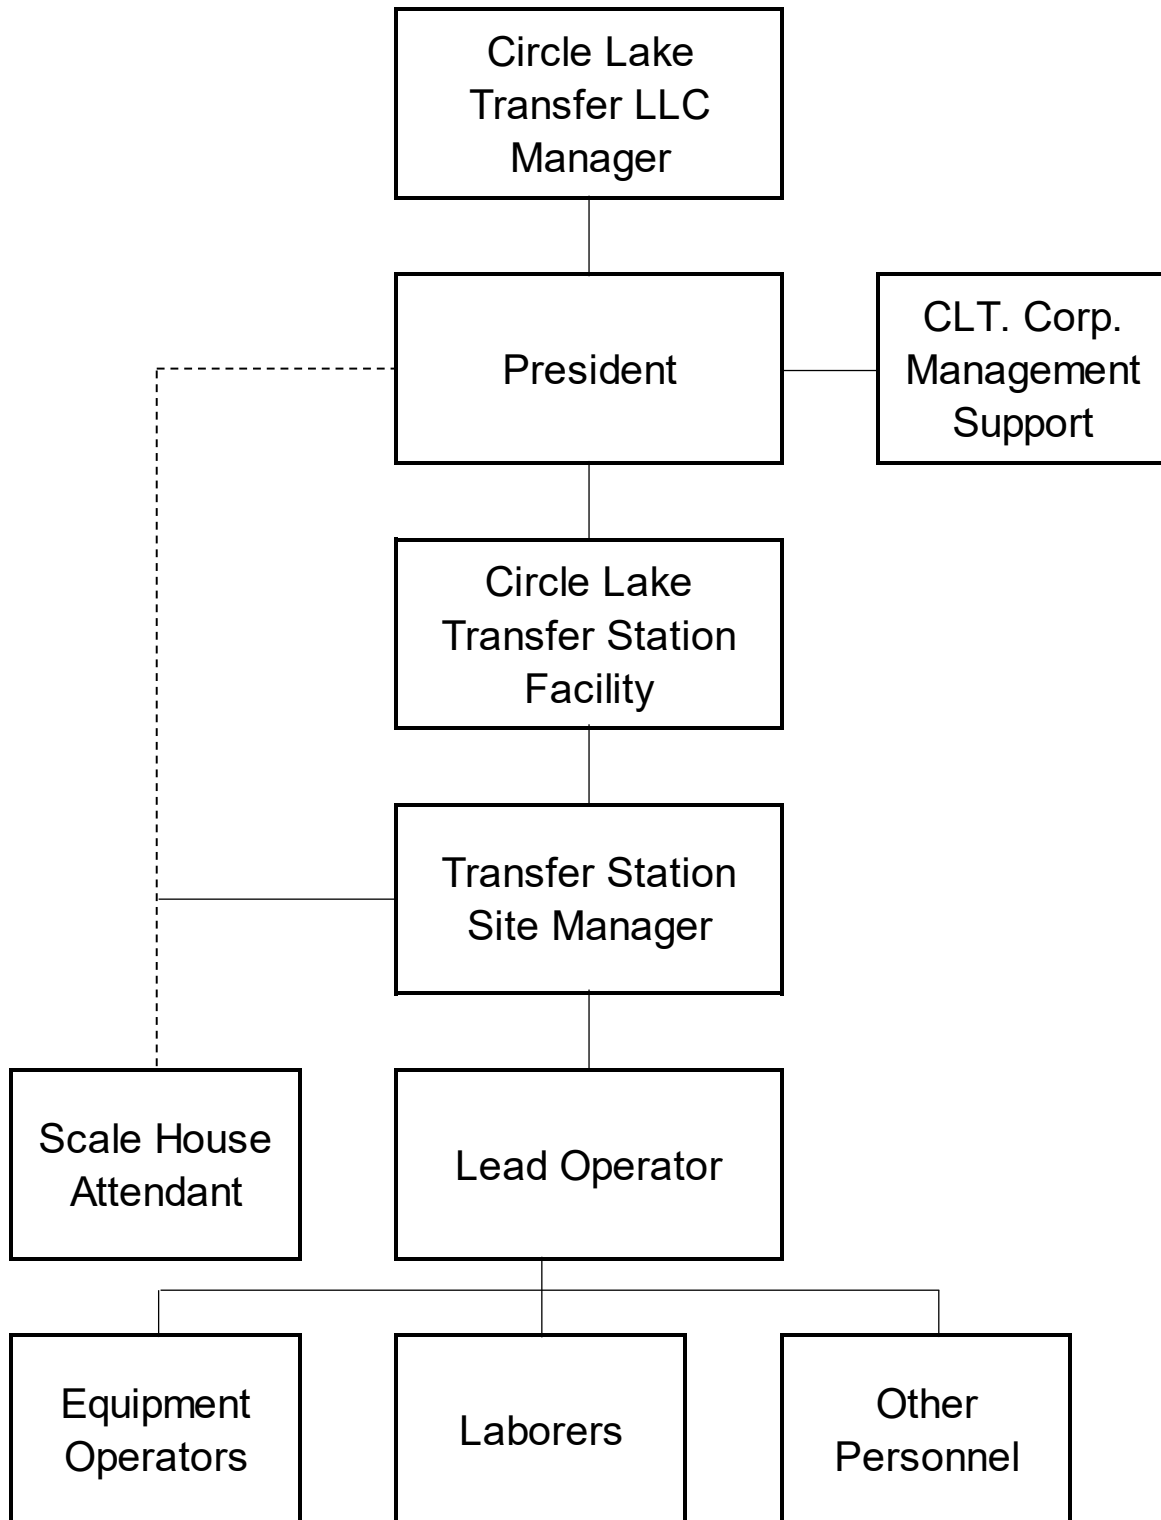 Circle Lake
Transfer LLC
Manager
President
CLT. Corp.
Management
Support
Circle Lake
Transfer Station
Facility
Transfer Station
Site Manager
Scale House
Attendant
Lead Operator
Equipment
Operators
Laborers
Other
Personnel